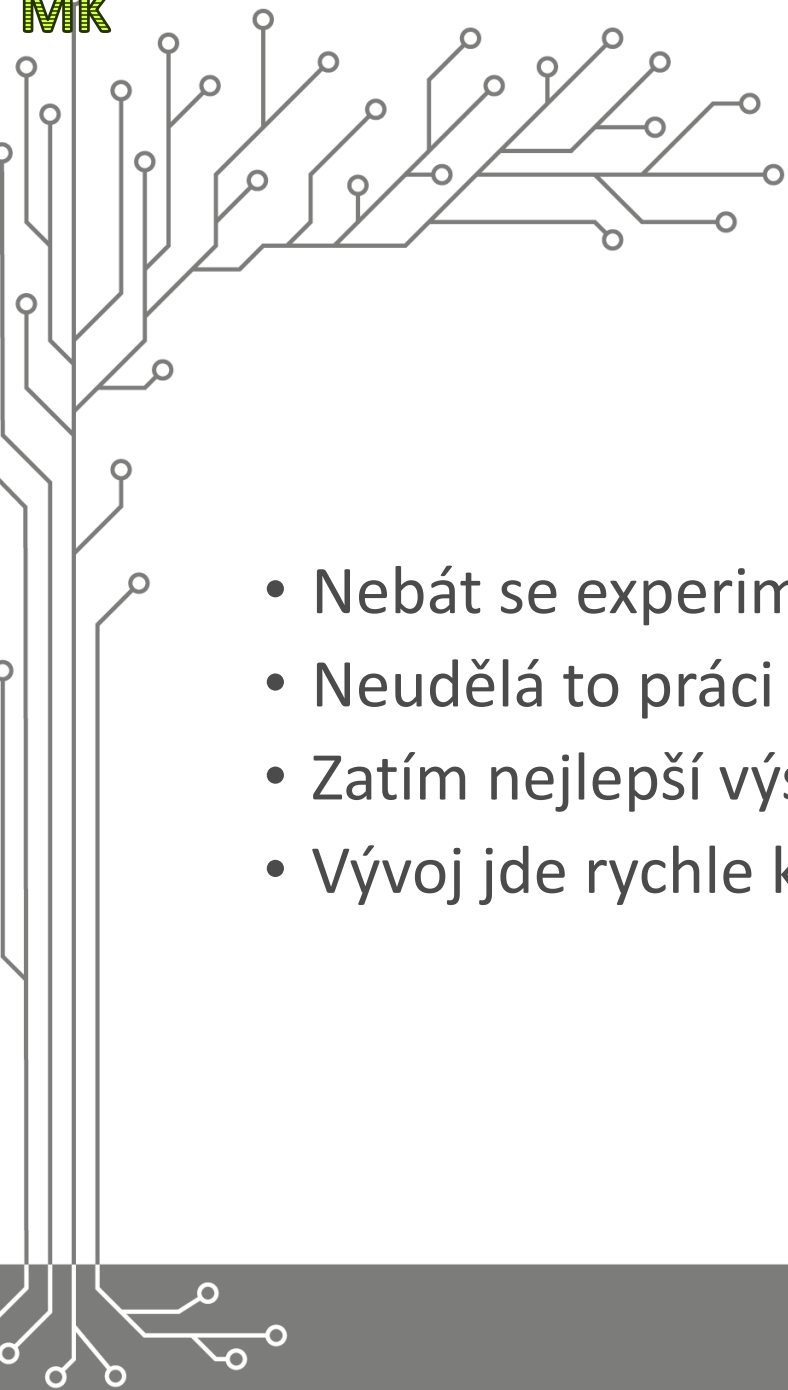 MK
• Nebát se experim
• Neudělá to práci
• Zatím nejlepší výs
• Vývoj jde rychle k